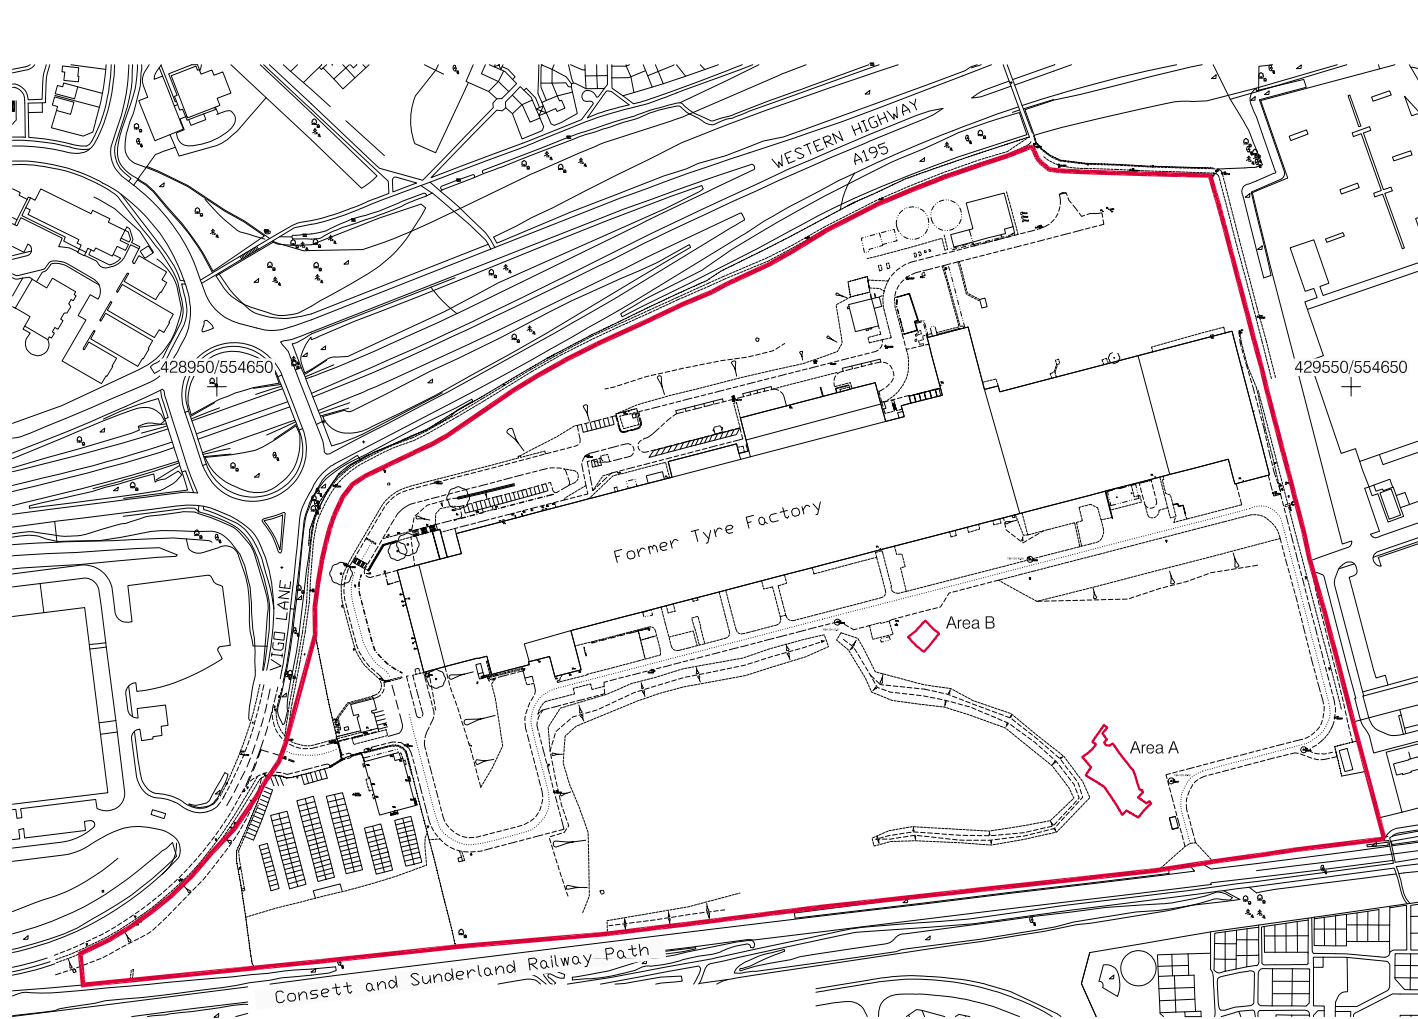 WESTERN HIGHWAY
A195
428950/554650
429550/554650
Former Tyre Factory
VIGO LANE
Area B
Area A
Consett and Sunderland Railway Path